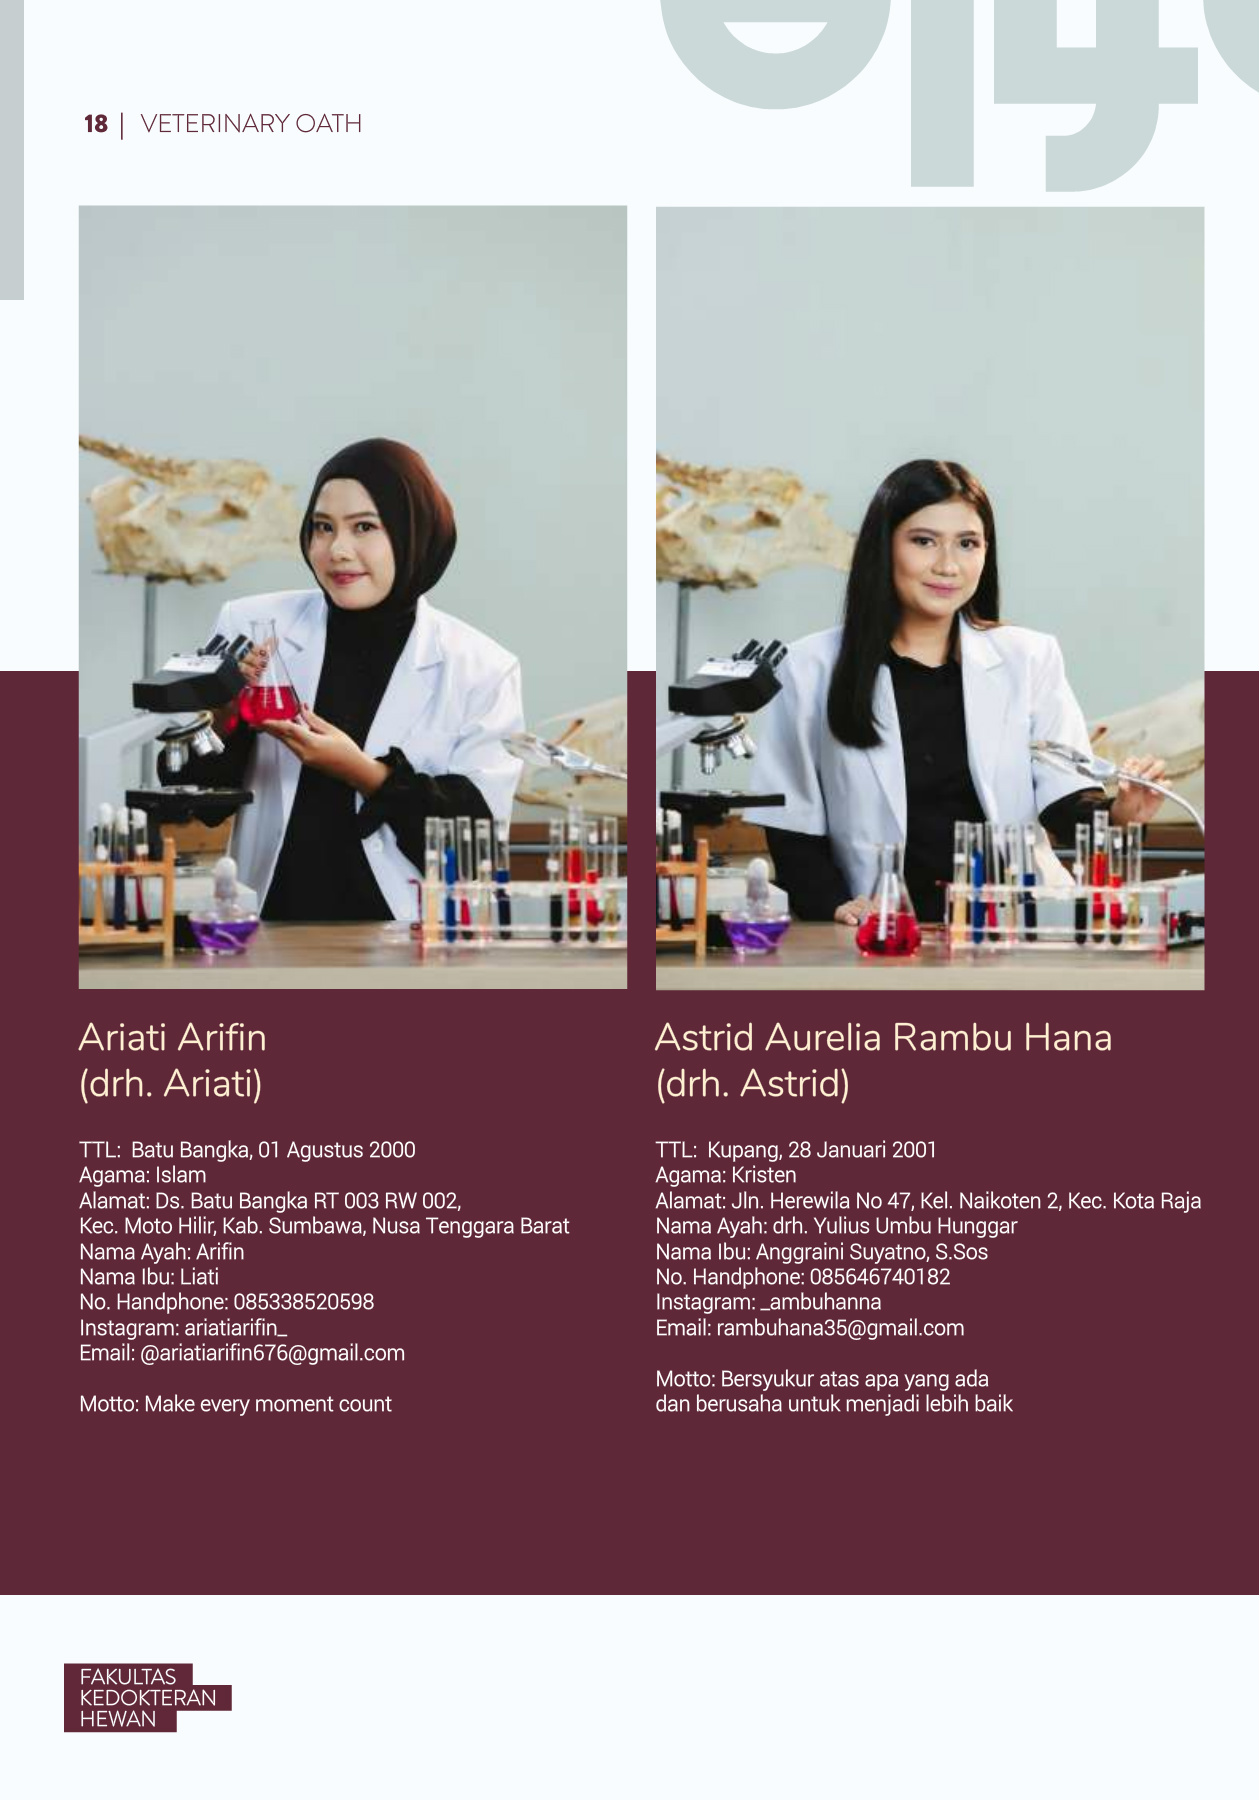 18 | VETERINARY OATH
Ariati Arifin
(drh. Ariati)
TTL: Batu Bangka, 01 Agustus 2000
Agama: Islam
Alamat: Ds. Batu Bangka RT 003 RW 002,
Kec. Moto Hilir, Kab. Sumbawa, Nusa Tenggara Barat
Nama Ayah: Arifin
Nama Ibu: Liati
No. Handphone: 085338520598
Instagram: ariatiarifin_
Email: @ariatiarifin676@gmail.com
Motto: Make every moment count
Astrid Aurelia Rambu Hana
(drh. Astrid)
TTL: Kupang, 28 Januari 2001
Agama: Kristen
Alamat: Jln. Herewila No 47, Kel. Naikoten 2, Kec. Kota Raja
Nama Ayah: drh. Yulius Umbu Hunggar
Nama Ibu: Anggraini Suyatno, S.Sos
No. Handphone: 085646740182
Instagram: _ambuhanna
Email: rambuhana35@gmail.com
Motto: Bersyukur atas apa yang ada
dan berusaha untuk menjadi lebih baik
FAKULTAS
KEDOKTERAN
HEWAN